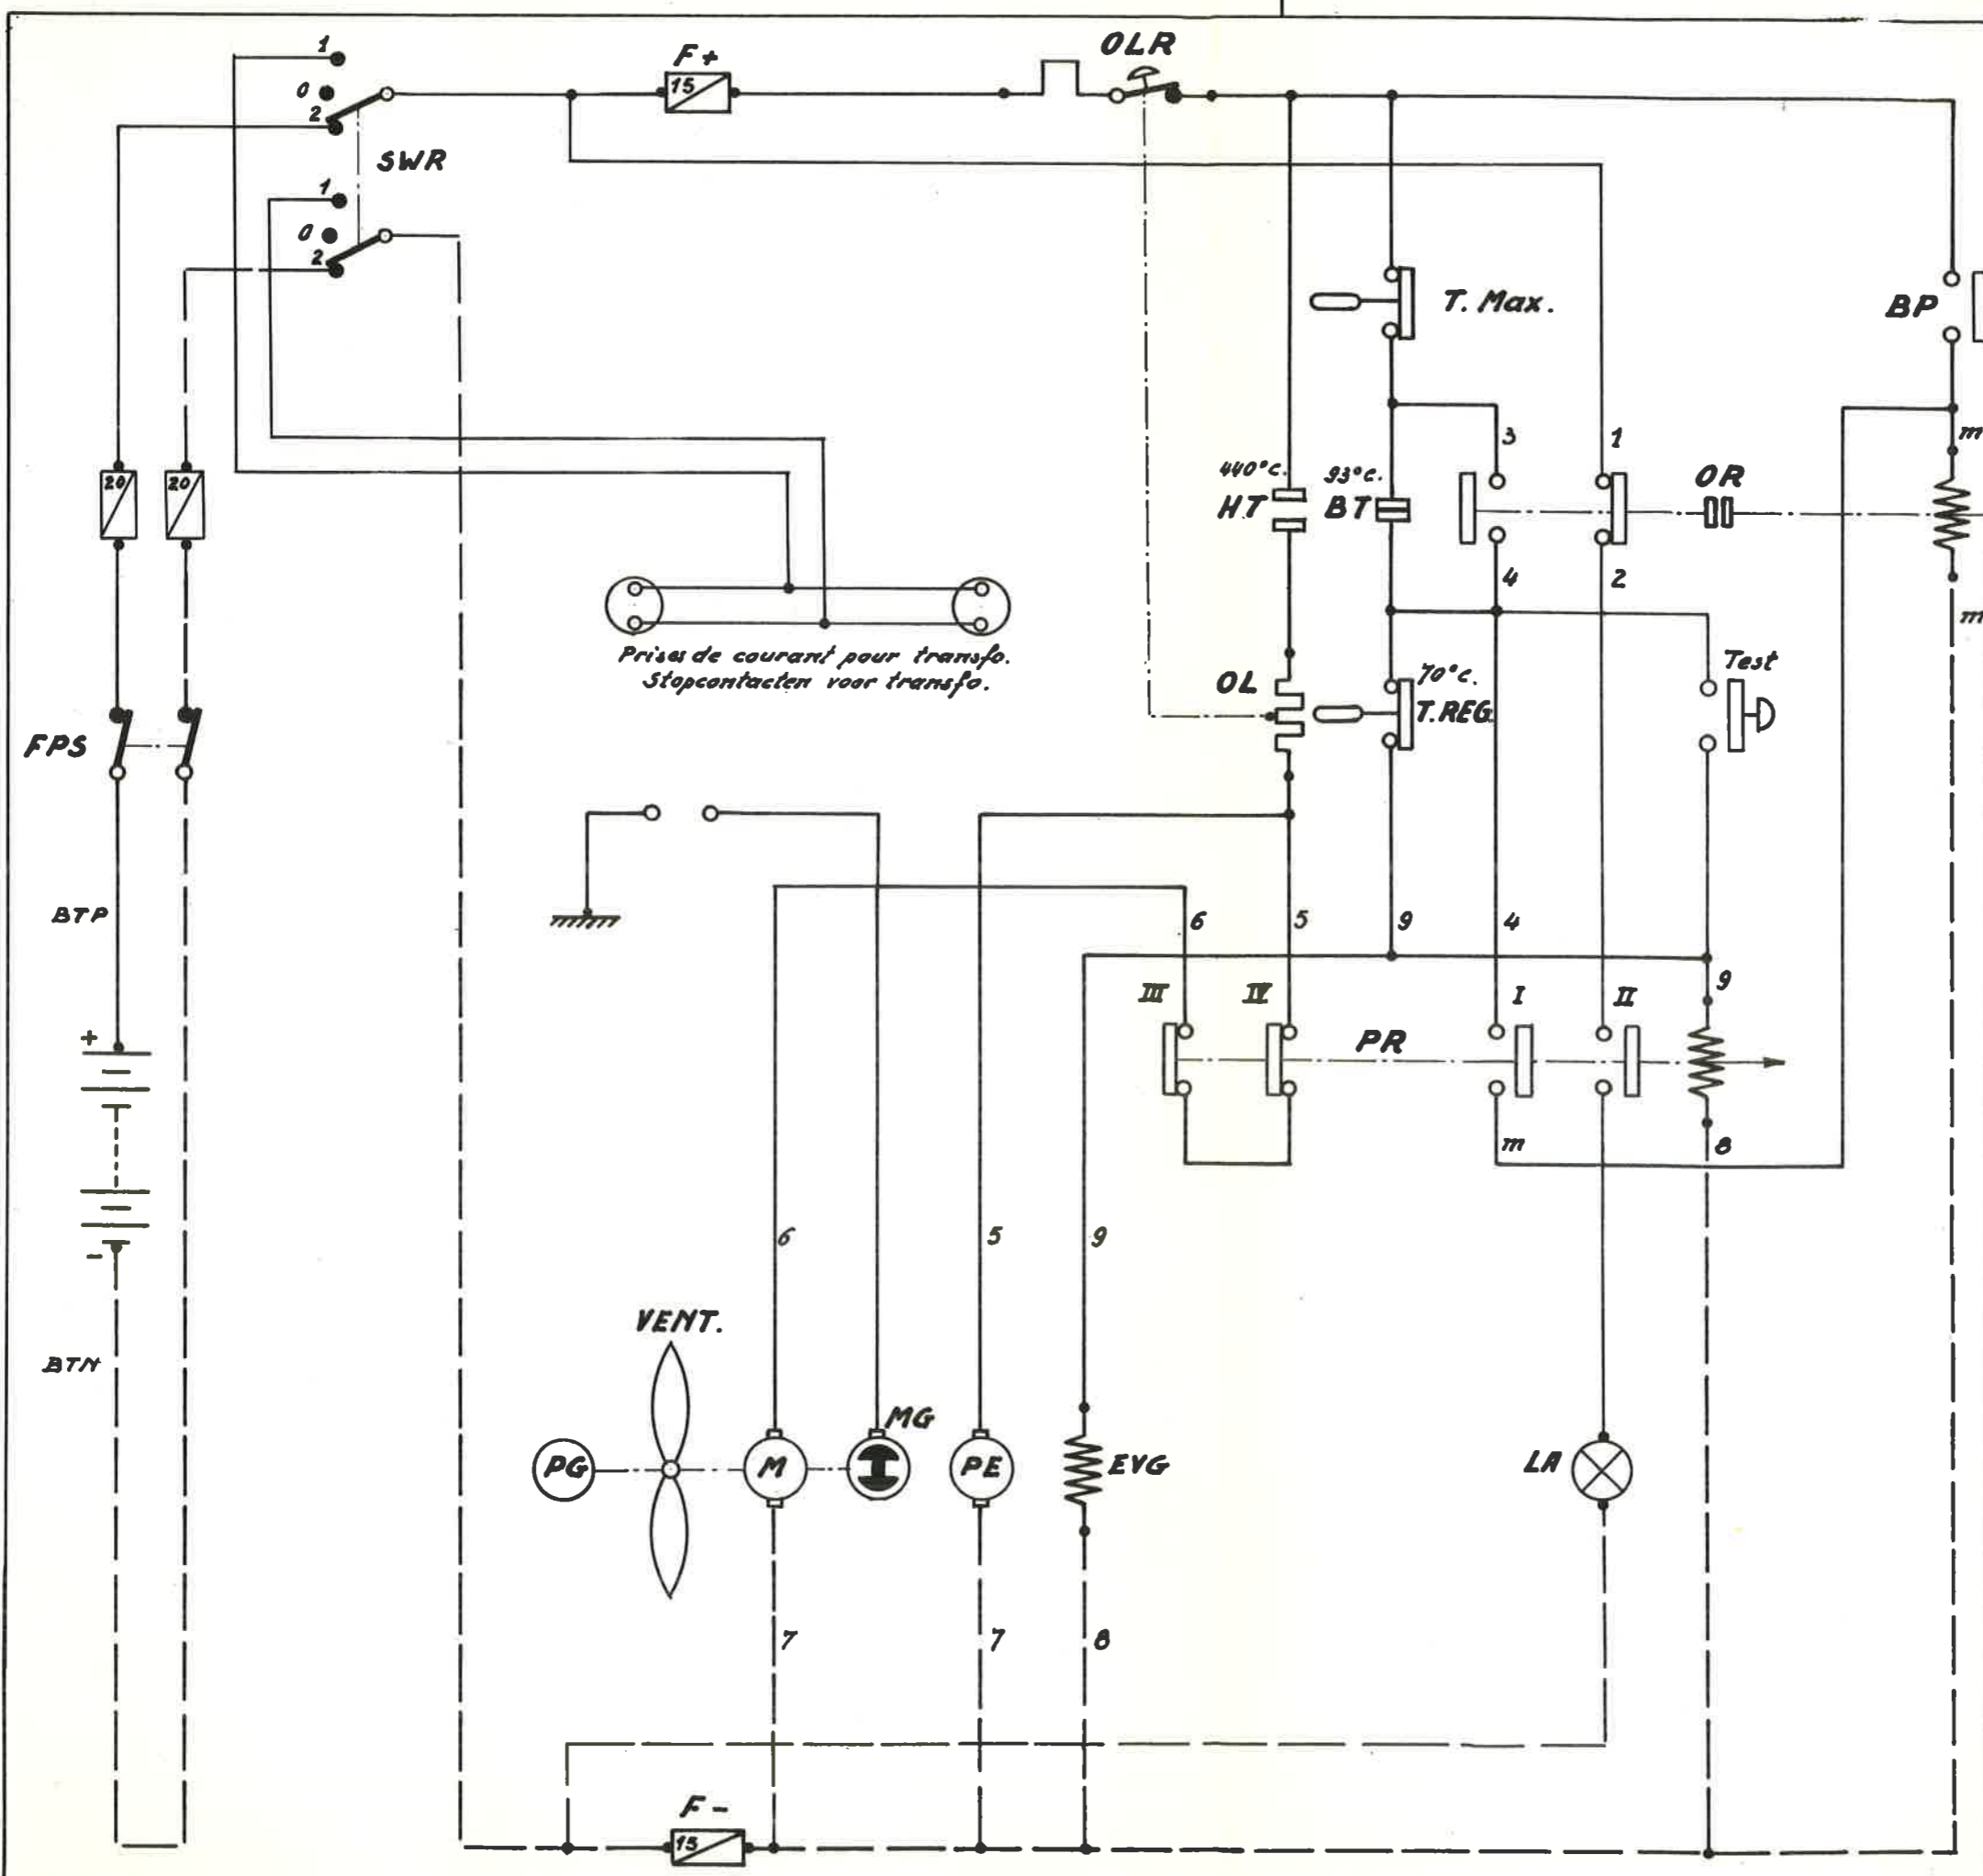 1
0
2
SWR
1
0
2
F+
15
OLR
T. Max.
BP
3
1
m
440°c.
HT
93°c.
BT
OR
20
20
4
2
m
Prises de courant pour transfo.
Stopcontacten voor transfo.
OL
70°c.
T.REG.
Test
FPS
BTP
6
5
9
4
9
III
IV
PR
I
II
+
m
8
-
6
5
9
BTN
VENT.
MG
PG
M
PE
EVG
LA
7
7
8
F-
15